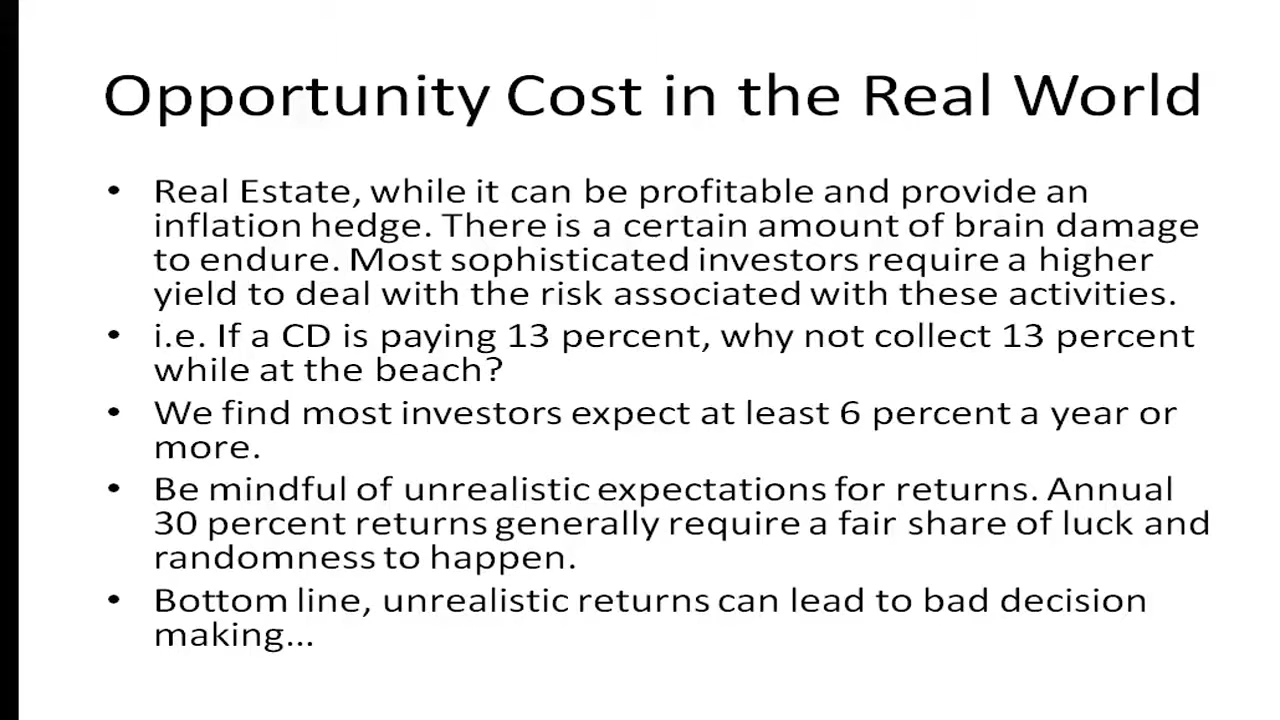 Opportunity Cost in the Real World
• Real Estate, while it can be profitable and provide an
inflation hedge. There is a certain amount of brain damage
to endure. Most sophisticated investors require a higher
yield to deal with the risk associated with these activities.
• i.e. If a CD is paying 13 percent, why not collect 13 percent
while at the beach?
• We find most investors expect at least 6 percent a year or
more.
• Be mindful of unrealistic expectations for returns. Annual
30 percent returns generally require a fair share of luck and
randomness to happen.
• Bottom line, unrealistic returns can lead to bad decision
making...